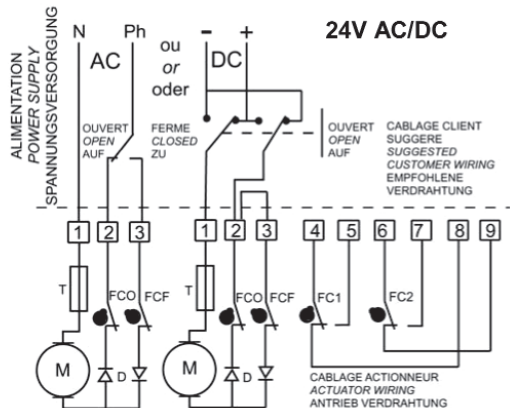 24V AC/DC
ALIMENTATION
POWER SUPPLY
SPANNUNGSVERSORGUNG
N Ph
AC
ou
or
oder
- +
DC
OUVERT
OPEN
AUF
FERME
CLOSED
ZU
OUVERT
OPEN
AUF
CABLAGE CLIENT
SUGGERE
SUGGESTED
CUSTOMER WIRING
EMPFOHLENE
VERDRAHTUNG
1 2 3 1 2 3 4 5 6 7 8 9
T FCO FCF T FCO FCF FC1 FC2
M D M D
CABLAGE ACTIONNEUR
ACTUATOR WIRING
ANTRIEB VERDRAHTUNG